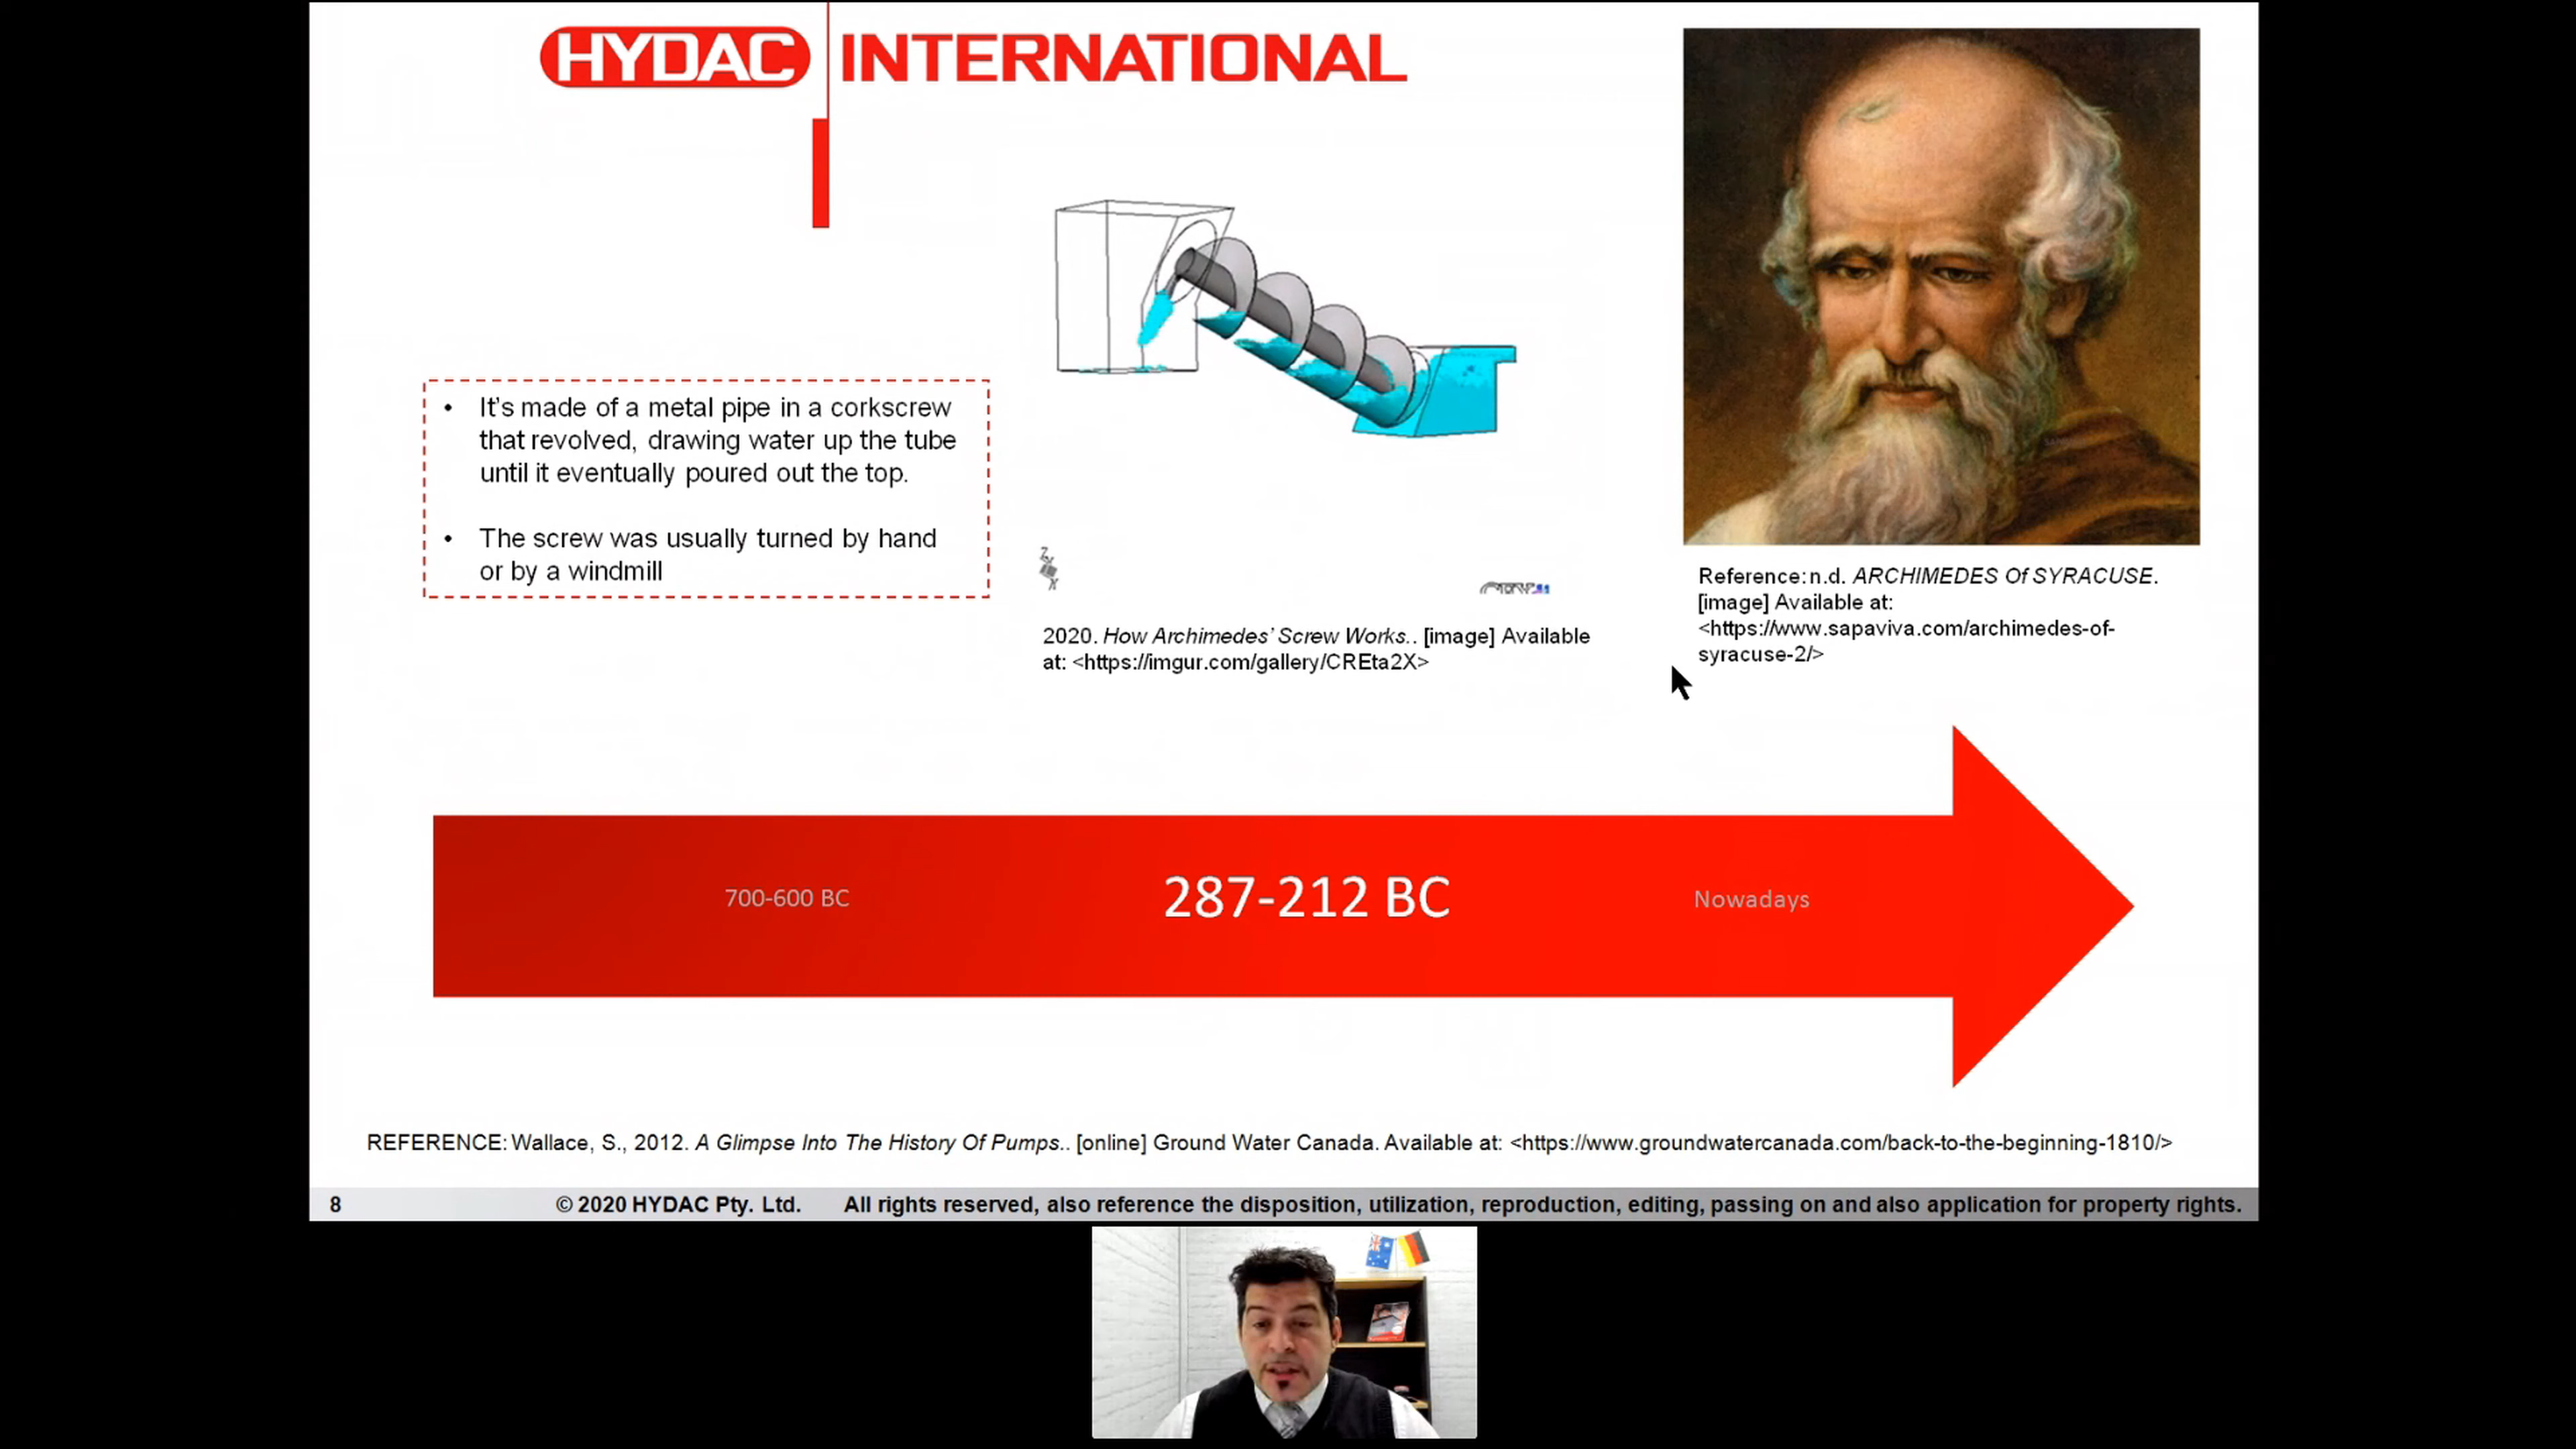 HYDAC INTERNATIONAL
• It’s made of a metal pipe in a corkscrew
that revolved, drawing water up the tube
until it eventually poured out the top.
• The screw was usually turned by hand
or by a windmill
Z
X
2020. How Archimedes’ Screw Works.. [image] Available
at: <https://imgur.com/gallery/CREta2X>
Reference: n.d. ARCHIMEDES Of SYRACUSE.
[image] Available at:
<https://www.sapaviva.com/archimedes-of-
syracuse-2/>
700-600 BC
287-212 BC
Nowadays
REFERENCE: Wallace, S., 2012. A Glimpse Into The History Of Pumps.. [online] Ground Water Canada. Available at: <https://www.groundwatercanada.com/back-to-the-beginning-1810/>
8 © 2020 HYDAC Pty. Ltd. All rights reserved, also reference the disposition, utilization, reproduction, editing, passing on and also application for property rights.